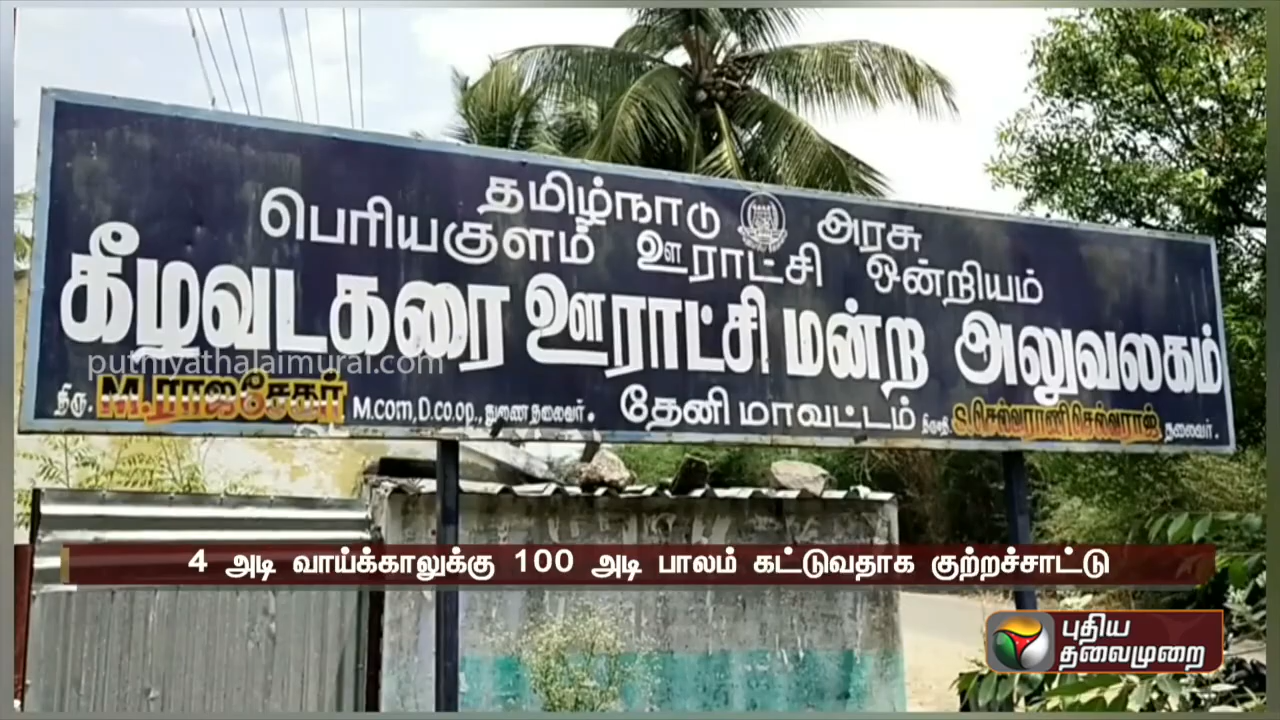 தமிழ்நாடு அரசு
பெரியகுளம் ஊராட்சி ஒன்றியம்
கீழவடகரை ஊராட்சி மன்ற அலுவலகம்
puthiyathalaimurai.com
திரு. M.ராஜசேகர் M.com,D.co.op., துணை தலைவர்.
தேனி மாவட்டம்
திருமதி. S.செல்வராணி செல்வராஜ் தலைவர்.
4 அடி வாய்க்காலுக்கு 100 அடி பாலம் கட்டுவதாக குற்றச்சாட்டு
புதிய
தலைமுறை